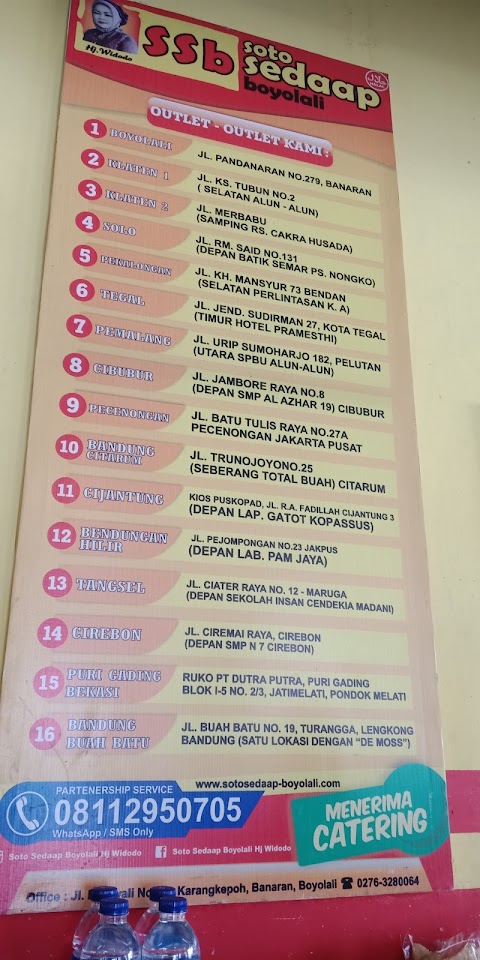 Hj. Widodo
SSb
soto
sedaap
boyolali
OUTLET - OUTLET KAMI :
1 BOYOLALI
JL. PANDANARAN NO.279, BANARAN
2 KLATEN 1
JL. KS. TUBUN NO.2
( SELATAN ALUN - ALUN)
3 KLATEN 2
JL. MERBABU
(SAMPING RS. CAKRA HUSADA)
4 SOLO
JL. RM. SAID NO.131
(DEPAN BATIK SEMAR PS. NONGKO)
5 PEKALONGAN
JL. KH. MANSYUR 73 BENDAN
(SELATAN PERLINTASAN K. A)
6 TEGAL
JL. JEND. SUDIRMAN 27, KOTA TEGAL
(TIMUR HOTEL PRAMESTHI)
7 PEMALANG
JL. URIP SUMOHARJO 182, PELUTAN
(UTARA SPBU ALUN-ALUN)
8 CIBUBUR
JL. JAMBORE RAYA NO.8
(DEPAN SMP AL AZHAR 19) CIBUBUR
9 PECENONGAN
JL. BATU TULIS RAYA NO.27A
PECENONGAN JAKARTA PUSAT
10 BANDUNG
CITARUM
JL. TRUNOJOYONO.25
(SEBERANG TOTAL BUAH) CITARUM
11 CIJANTUNG
KIOS PUSKOPAD, JL. R.A. FADILLAH CIJANTUNG 3
(DEPAN LAP. GATOT KOPASSUS)
12 BENDUNGAN
HILIR
JL. PEJOMPONGAN NO.23 JAKPUS
(DEPAN LAB. PAM JAYA)
13 TANGSEL
JL. CIATER RAYA NO. 12 - MARUGA
(DEPAN SEKOLAH INSAN CENDEKIA MADANI)
14 CIREBON
JL. CIREMAI RAYA, CIREBON
(DEPAN SMP N 7 CIREBON)
15 PURI GADING
BEKASI
RUKO PT DUTRA PUTRA, PURI GADING
BLOK I-5 NO. 2/3, JATIMELATI, PONDOK MELATI
16 BANDUNG
BUAH BATU
JL. BUAH BATU NO. 19, TURANGGA, LENGKONG
BANDUNG (SATU LOKASI DENGAN “DE MOSS”)
www.sotosedaap-boyolali.com
PARTENERSHIP SERVICE
08112950705
WhatsApp / SMS Only
MENERIMA
CATERING
Soto Sedaap Boyolali Hj Widodo
Soto Sedaap Boyolali Hj Widodo
Office : Jl. Karangkepoh, Banaran, Boyolali ☎ 0276-3280064